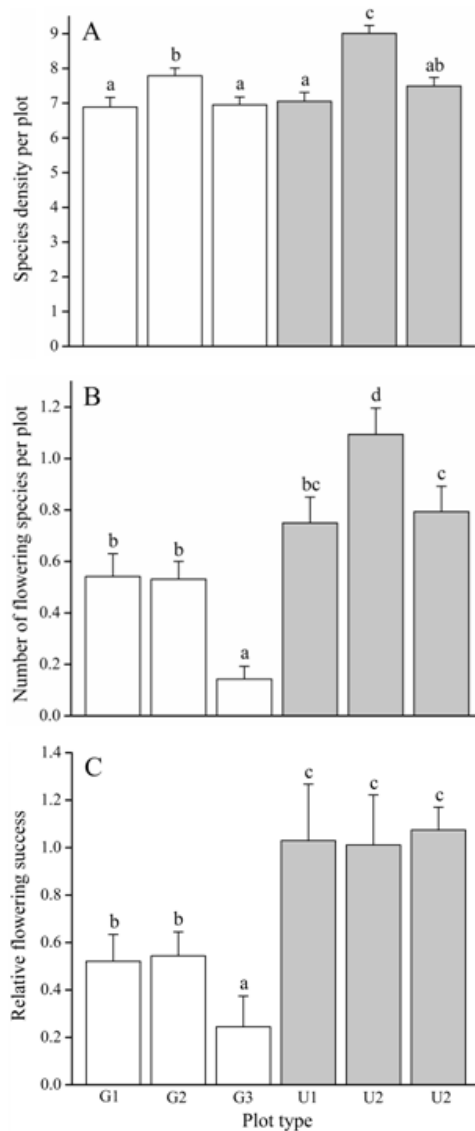 A
Species density per plot
9
8
7
6
5
4
3
2
1
0
a
b
a
a
c
ab
B
Number of flowering species per plot
1.2
1.0
0.8
0.6
0.4
0.2
0.0
b
b
a
bc
d
c
C
Relative flowering success
1.4
1.2
1.0
0.8
0.6
0.4
0.2
0.0
b
b
a
c
c
c
G1 G2 G3 U1 U2 U2
Plot type